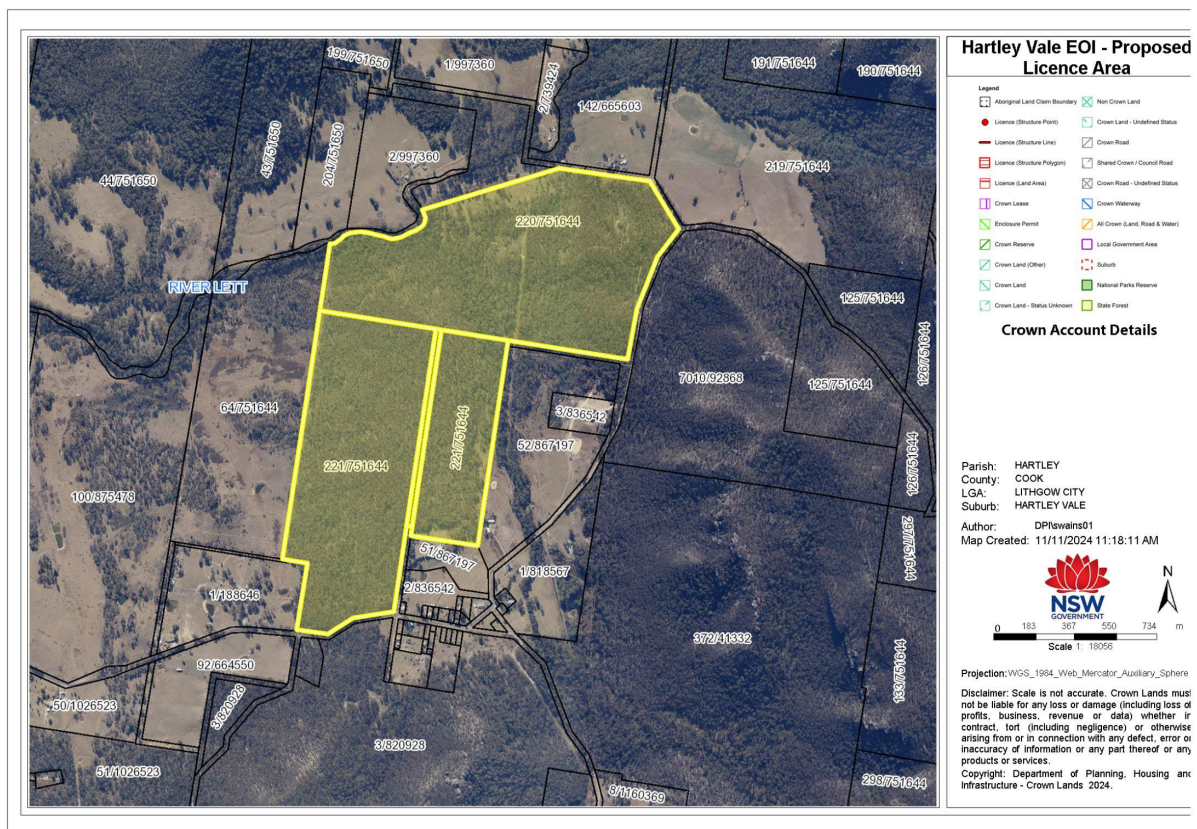 Hartley Vale EOI - Proposed
Licence Area
Legend
Aboriginal Land Claim Boundary
Non Crown Land
Licence (Structure Point)
Crown Land - Undefined Status
Licence (Structure Line)
Crown Road
Licence (Structure Polygon)
Shared Crown / Council Road
Licence (Land Area)
Crown Road - Undefined Status
Crown Lease
Crown Waterway
Enclosure Permit
All Crown (Land, Road & Water)
Crown Reserve
Local Government Area
Crown Land (Other)
Suburb
Crown Land
National Parks Reserve
Crown Land - Status Unknown
State Forest
Crown Account Details
Parish: HARTLEY
County: COOK
LGA: LITHGOW CITY
Suburb: HARTLEY VALE
Author: DPI\swains01
Map Created: 11/11/2024 11:18:11 AM
NSW
GOVERNMENT
N
0 183 367 550 734 m
Scale 1: 18056
Projection: WGS_1984_Web_Mercator_Auxiliary_Sphere
Disclaimer: Scale is not accurate. Crown Lands must
not be liable for any loss or damage (including loss of
profits, business, revenue or data) whether in
contract, tort (including negligence) or otherwise
arising from or in connection with any defect, error or
inaccuracy of information or any part thereof or any
products or services.
Copyright: Department of Planning, Housing and
Infrastructure - Crown Lands 2024.
199/751650
1/997360
2/739424
191/751644
190/751644
142/665603
43/751650
204/751650
2/997360
219/751644
44/751650
220/751644
RIVER LETT
125/751644
126/751644
7010/92868
125/751644
64/751644
3/836542
52/867197
221/751644
221/751644
126/751644
100/875478
297/751644
51/867197
1/818567
2/836542
1/188646
372/41332
133/751644
92/664550
50/1026523
3/820928
3/820928
51/1026523
8/1160369
298/751644